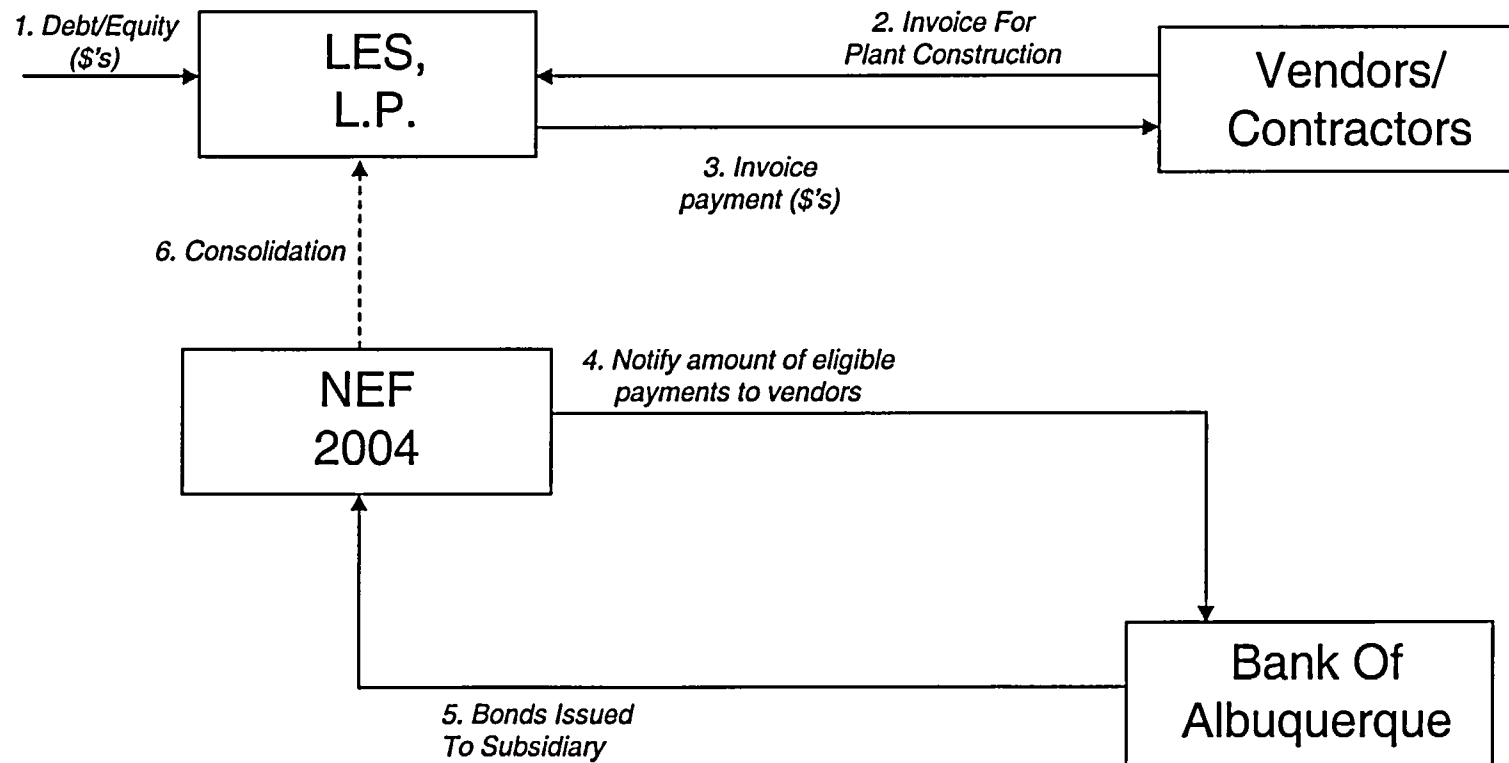 1. Debt/Equity
($'s)
LES,
L.P.
2. Invoice For
Plant Construction
Vendors/
Contractors
3. Invoice
payment ($'s)
6. Consolidation
NEF
2004
4. Notify amount of eligible
payments to vendors
5. Bonds Issued
To Subsidiary
Bank Of
Albuquerque